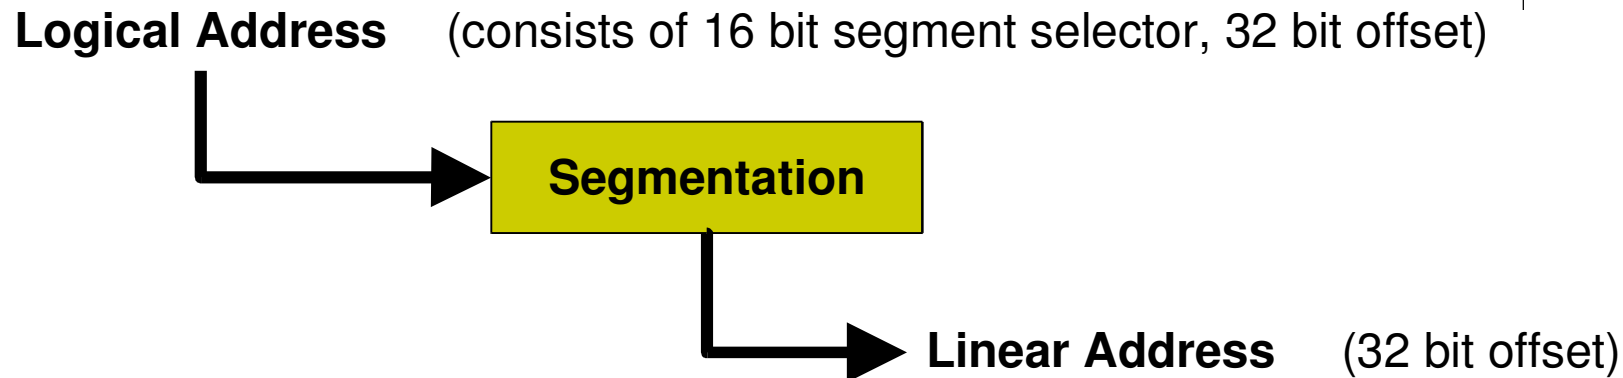 Logical Address (consists of 16 bit segment selector, 32 bit offset)
Segmentation
Linear Address (32 bit offset)